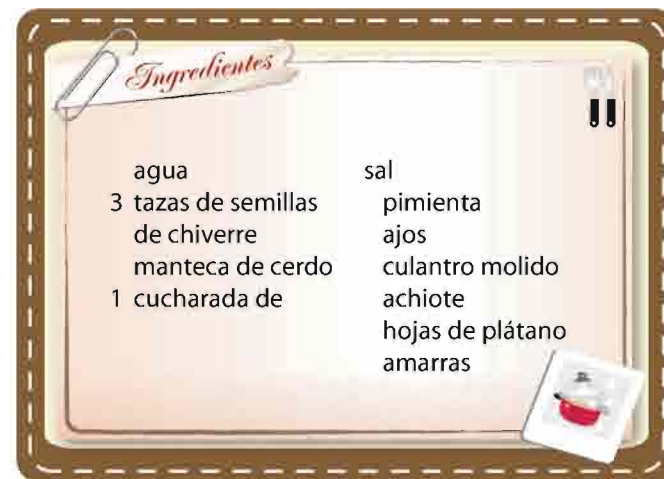 Ingredientes
agua
3 tazas de semillas
de chiverre
manteca de cerdo
1 cucharada de
sal
pimienta
ajos
culantro molido
achiote
hojas de plátano
amarras